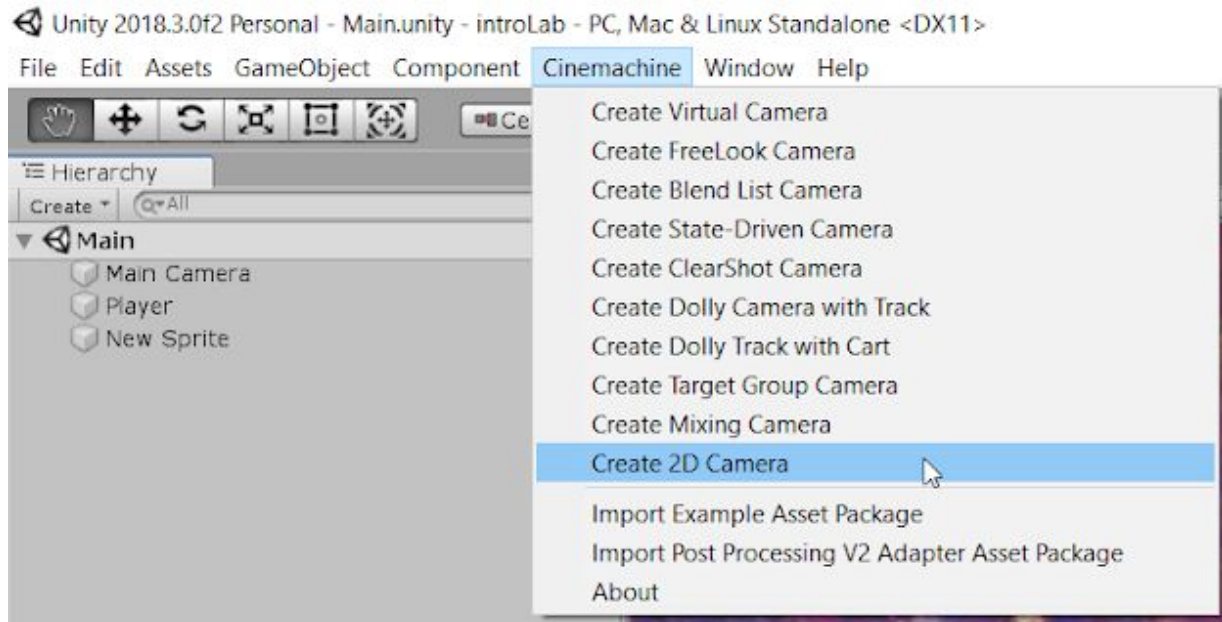 Unity 2018.3.0f2 Personal - Main.unity - introLab - PC, Mac & Linux Standalone <DX11>
File Edit Assets GameObject Component Cinemachine Window Help
Ce
Hierarchy
Create
All
Main
Main Camera
Player
New Sprite
Create Virtual Camera
Create FreeLook Camera
Create Blend List Camera
Create State-Driven Camera
Create ClearShot Camera
Create Dolly Camera with Track
Create Dolly Track with Cart
Create Target Group Camera
Create Mixing Camera
Create 2D Camera
Import Example Asset Package
Import Post Processing V2 Adapter Asset Package
About